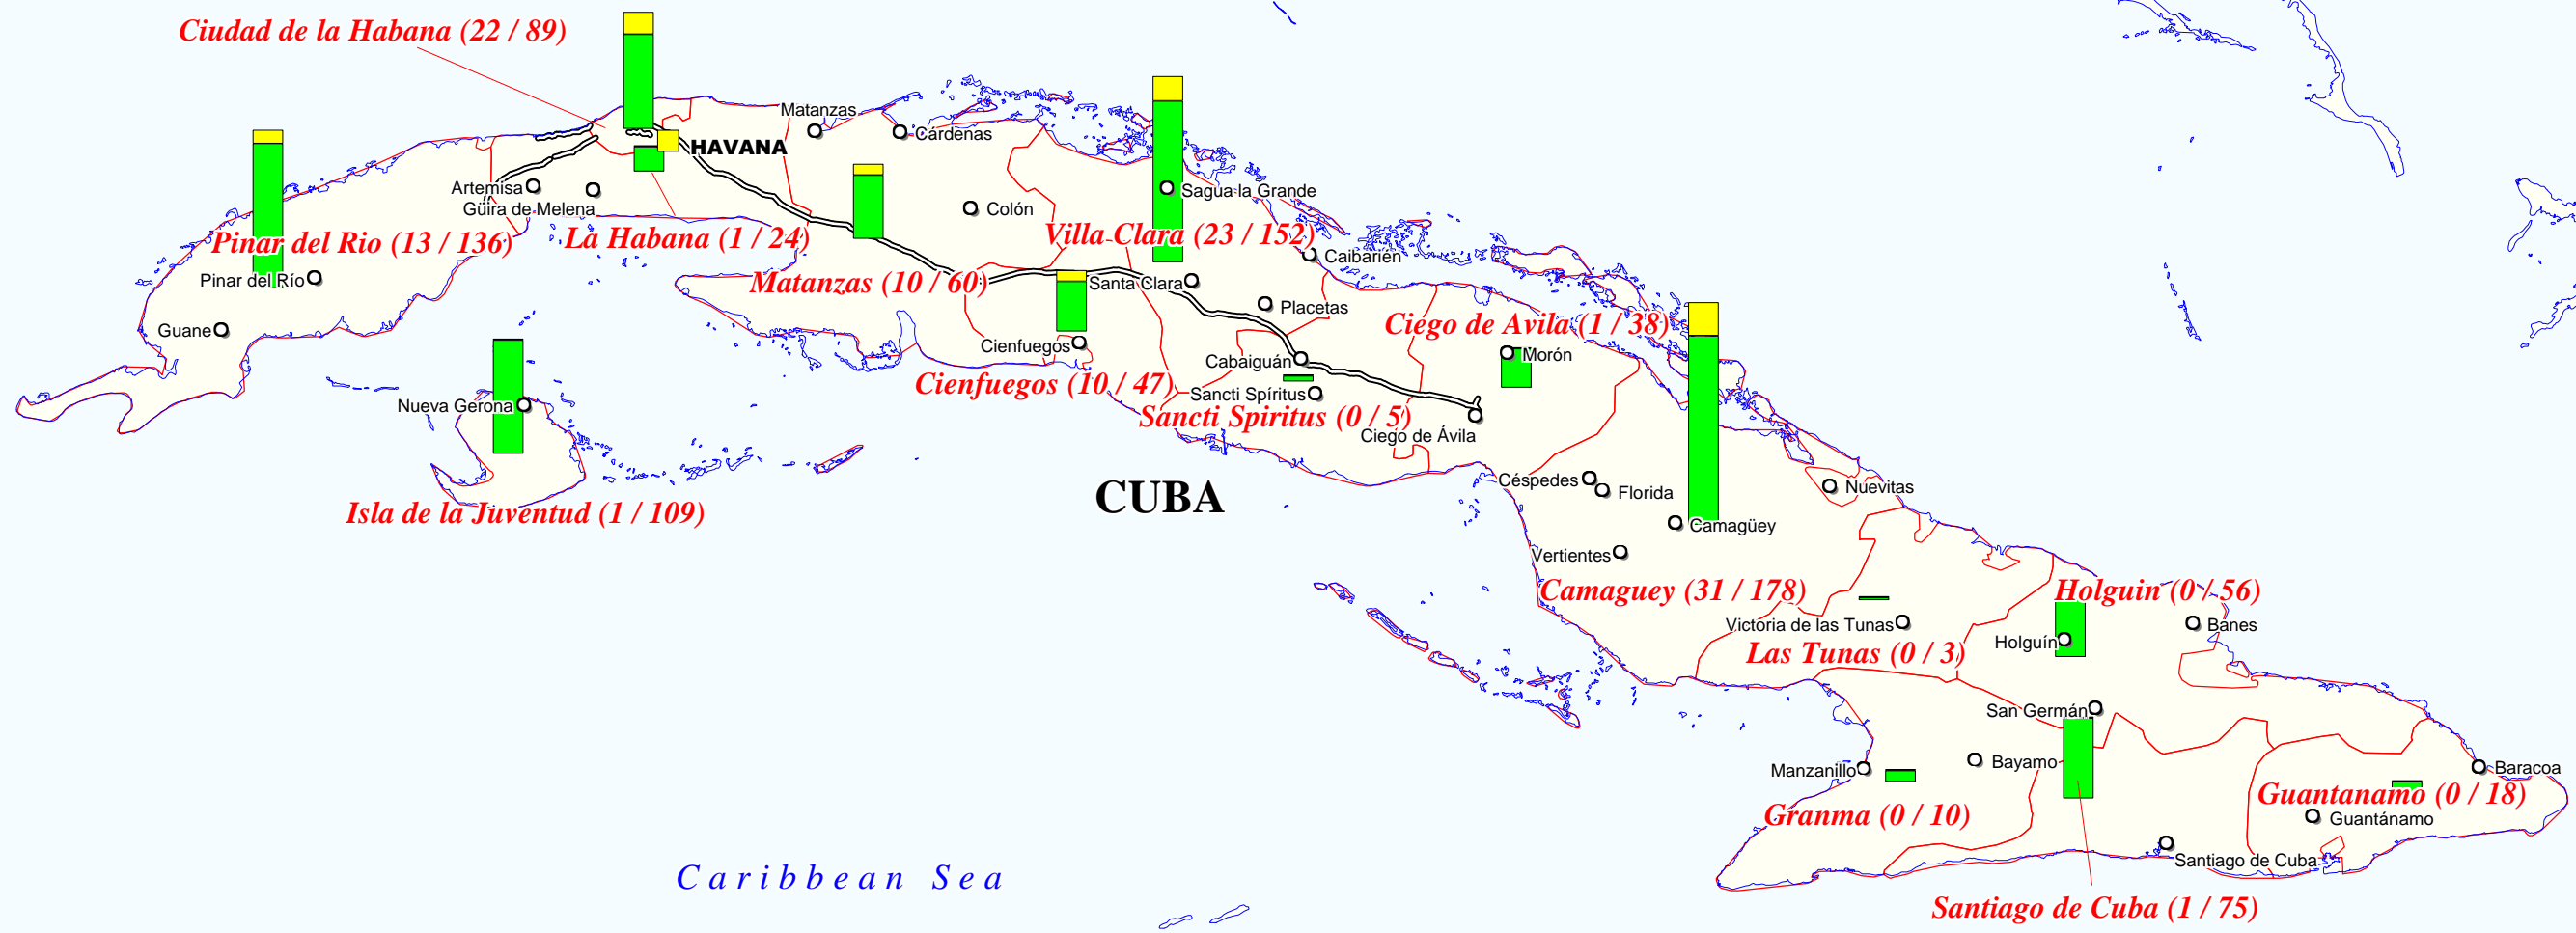 Ciudad de la Habana (22 / 89)
Matanzas
Cárdenas
HAVANA
Artemisa
Sagua la Grande
Güira de Melena
Colón
Pinar del Rio (13 / 136)
La Habana (1 / 24)
Villa Clara (23 / 152)
Caibarién
Pinar del Río
Matanzas (10 / 60)
Santa Clara
Placetas
Guane
Ciego de Avila (1 / 38)
Cienfuegos
Cabaiguán
Morón
Cienfuegos (10 / 47)
Sancti Spíritus
Nueva Gerona
Sancti Spiritus (0 / 5)
Ciego de Ávila
CUBA
Céspedes
Florida
Nuevitas
Isla de la Juventud (1 / 109)
Camagüey
Vertientes
Camaguey (31 / 178)
Holguin (0 / 56)
Victoria de las Tunas
Banes
Holguín
Las Tunas (0 / 3)
San Germán
Manzanillo
Bayamo
Baracoa
Guantanamo (0 / 18)
Granma (0 / 10)
Guantánamo
Santiago de Cuba
Caribbean Sea
Santiago de Cuba (1 / 75)